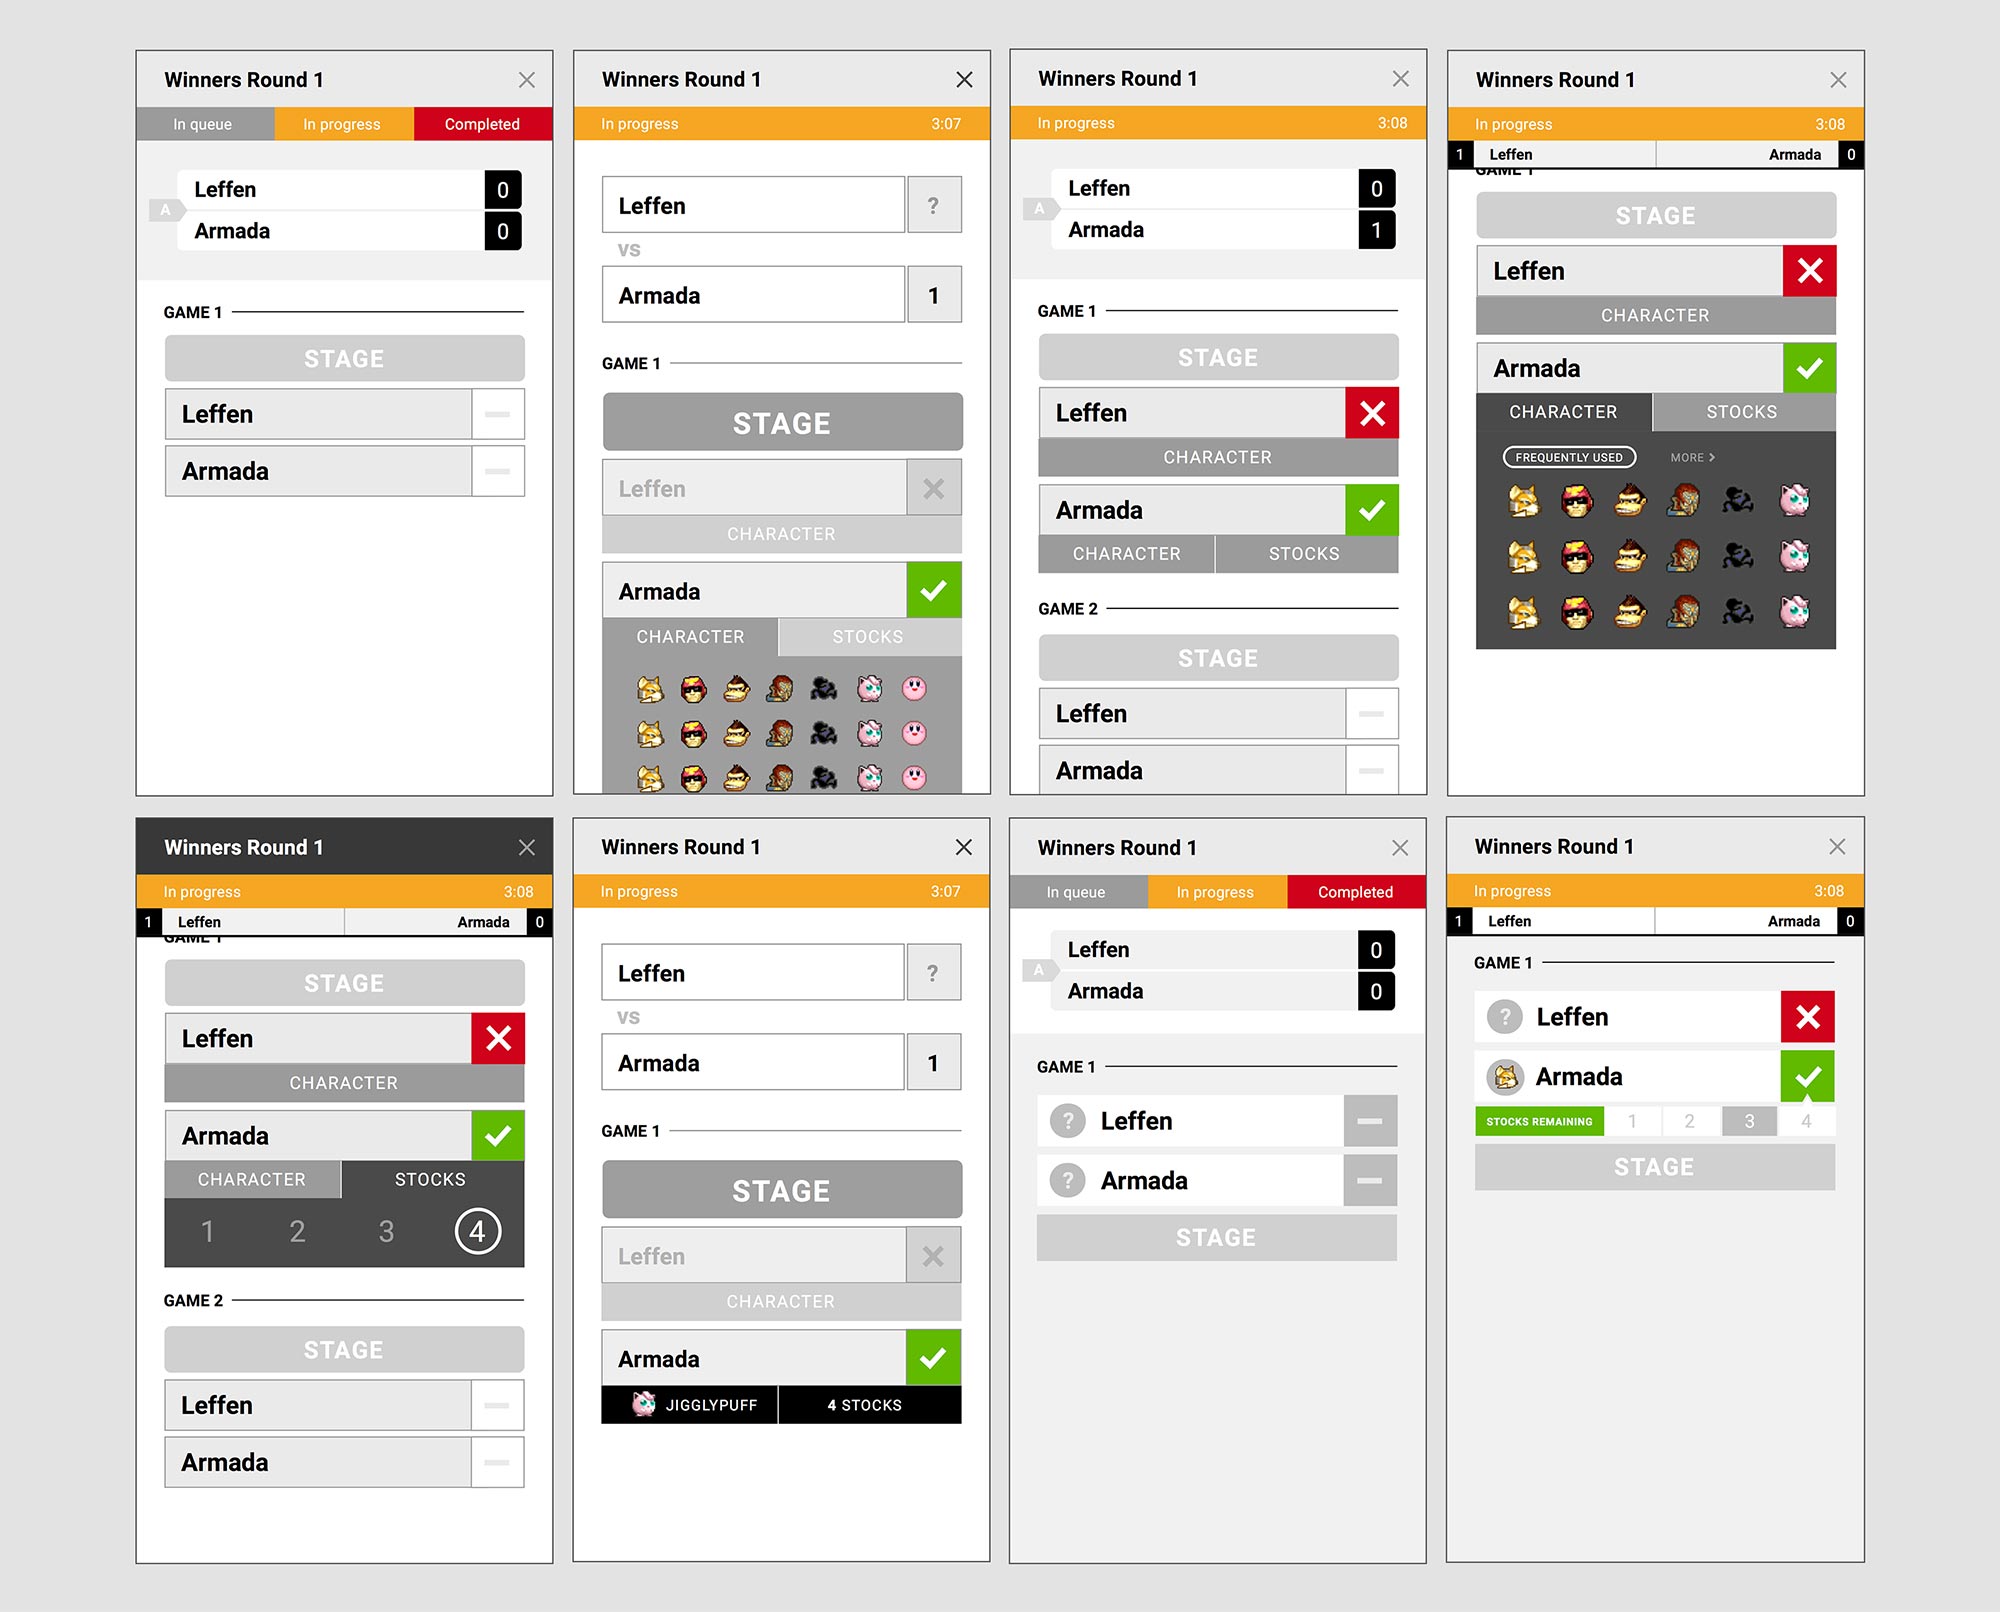 Winners Round 1
In queue In progress Completed
A
Leffen 0
Armada 0
GAME 1
STAGE
Leffen
Armada
Winners Round 1
In progress 3:07
Leffen ?
VS
Armada 1
GAME 1
STAGE
Leffen
CHARACTER
Armada
CHARACTER STOCKS
Winners Round 1
In progress 3:08
A
Leffen 0
Armada 1
GAME 1
STAGE
Leffen
CHARACTER
Armada
CHARACTER STOCKS
GAME 2
STAGE
Leffen
Armada
Winners Round 1
In progress 3:08
1 Leffen Armada 0
GAME 1
STAGE
Leffen
CHARACTER
Armada
CHARACTER STOCKS
FREQUENTLY USED MORE >
Winners Round 1
In progress 3:08
1 Leffen Armada 0
GAME 1
STAGE
Leffen
CHARACTER
Armada
CHARACTER STOCKS
1 2 3 4
GAME 2
STAGE
Leffen
Armada
Winners Round 1
In progress 3:07
Leffen ?
VS
Armada 1
GAME 1
STAGE
Leffen
CHARACTER
Armada
JIGGLYPUFF 4 STOCKS
Winners Round 1
In queue In progress Completed
A
Leffen 0
Armada 0
GAME 1
? Leffen
? Armada
STAGE
Winners Round 1
In progress 3:08
1 Leffen Armada 0
GAME 1
? Leffen
Armada
STOCKS REMAINING 1 2 3 4
STAGE